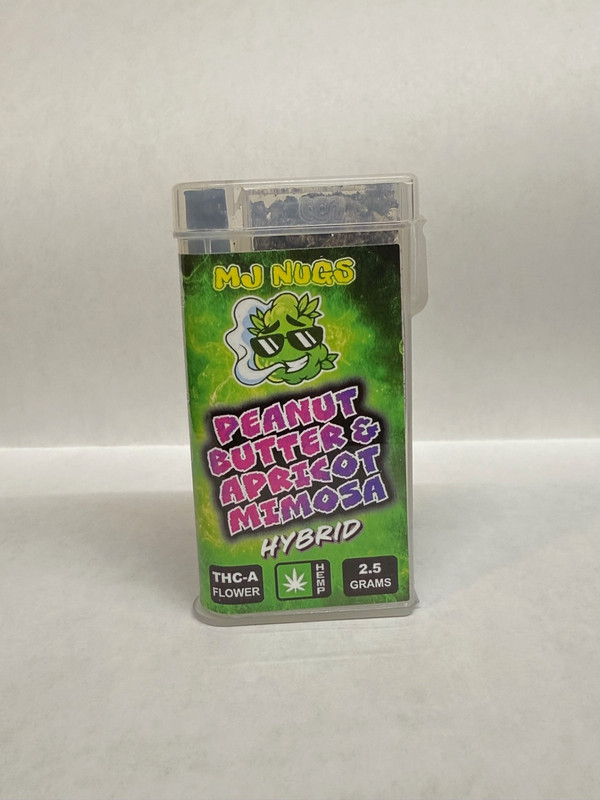 MJ NUGS
PEANUT
BUTTER &
APRICOT
MIMOSA
HYBRID
THC-A
FLOWER
HEMP
2.5
GRAMS